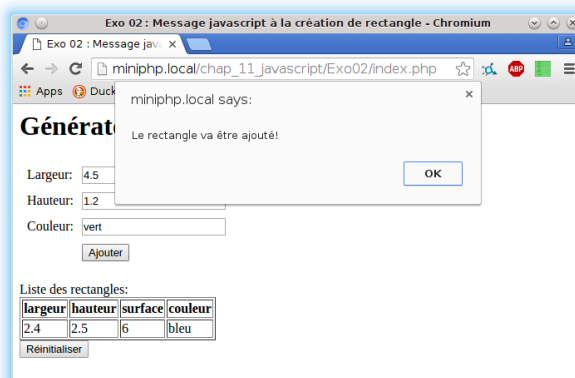 Exo 02 : Message javascript à la création de rectangle - Chromium
Exo 02 : Message jav
miniphp.local/chap_11_javascript/Exo02/index.php
ABP
Apps
Duck
miniphp.local says:
Le rectangle va être ajouté!
OK
Générat
Largeur: 4.5
Hauteur: 1.2
Couleur: vert
Ajouter
Liste des rectangles:
largeur hauteur surface couleur
2.4 2.5 6 bleu
Réinitialiser